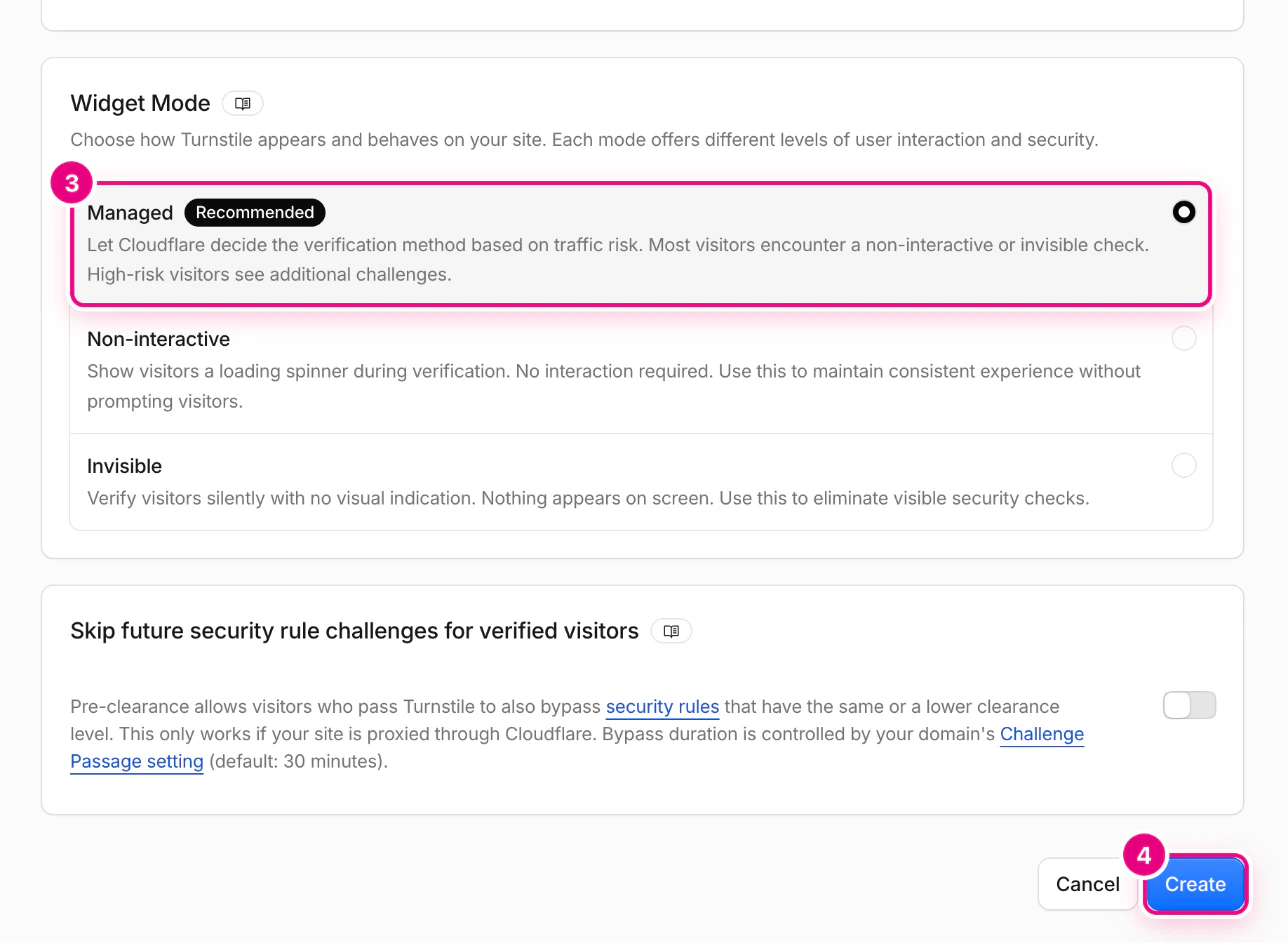 Widget Mode
Choose how Turnstile appears and behaves on your site. Each mode offers different levels of user interaction and security.
3
Managed Recommended
Let Cloudflare decide the verification method based on traffic risk. Most visitors encounter a non-interactive or invisible check.
High-risk visitors see additional challenges.
Non-interactive
Show visitors a loading spinner during verification. No interaction required. Use this to maintain consistent experience without
prompting visitors.
Invisible
Verify visitors silently with no visual indication. Nothing appears on screen. Use this to eliminate visible security checks.
Skip future security rule challenges for verified visitors
Pre-clearance allows visitors who pass Turnstile to also bypass security rules that have the same or a lower clearance
level. This only works if your site is proxied through Cloudflare. Bypass duration is controlled by your domain's Challenge
Passage setting (default: 30 minutes).
4
Cancel Create